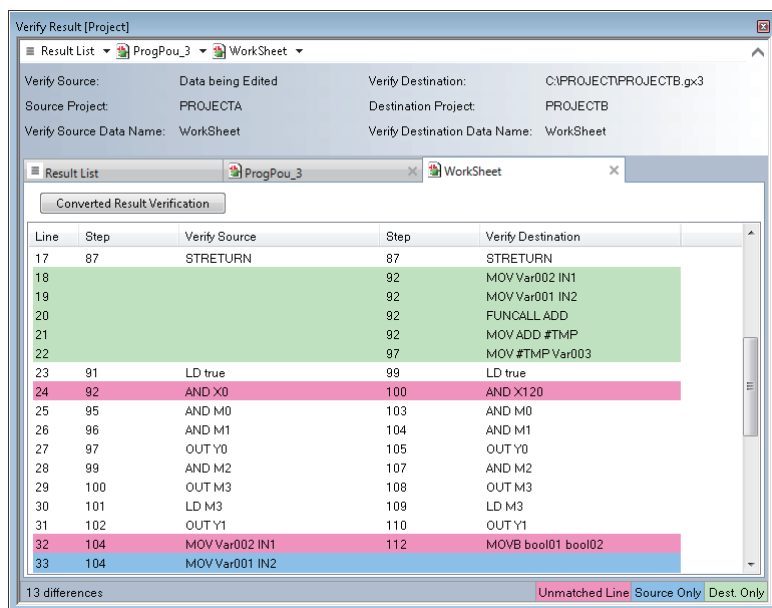 Verify Result [Project]
Result List ProgPou_3 WorkSheet
Verify Source: Data being Edited Verify Destination: C:\PROJECT\PROJECTB.gx3
Source Project: PROJECTA Destination Project: PROJECTB
Verify Source Data Name: WorkSheet Verify Destination Data Name: WorkSheet
Result List ProgPou_3 WorkSheet
Converted Result Verification
Line Step Verify Source Step Verify Destination
17 87 STRETURN 87 STRETURN
18 92 MOV Var002 IN1
19 92 MOV Var001 IN2
20 92 FUNCALL ADD
21 92 MOV ADD #TMP
22 97 MOV #TMP Var003
23 91 LD true 99 LD true
24 92 AND X0 100 AND X120
25 95 AND M0 103 AND M0
26 96 AND M1 104 AND M1
27 97 OUT Y0 105 OUT Y0
28 99 AND M2 107 AND M2
29 100 OUT M3 108 OUT M3
30 101 LD M3 109 LD M3
31 102 OUT Y1 110 OUT Y1
32 104 MOV Var002 IN1 112 MOVB bool01 bool02
33 104 MOV Var001 IN2
13 differences Unmatched Line Source Only Dest. Only